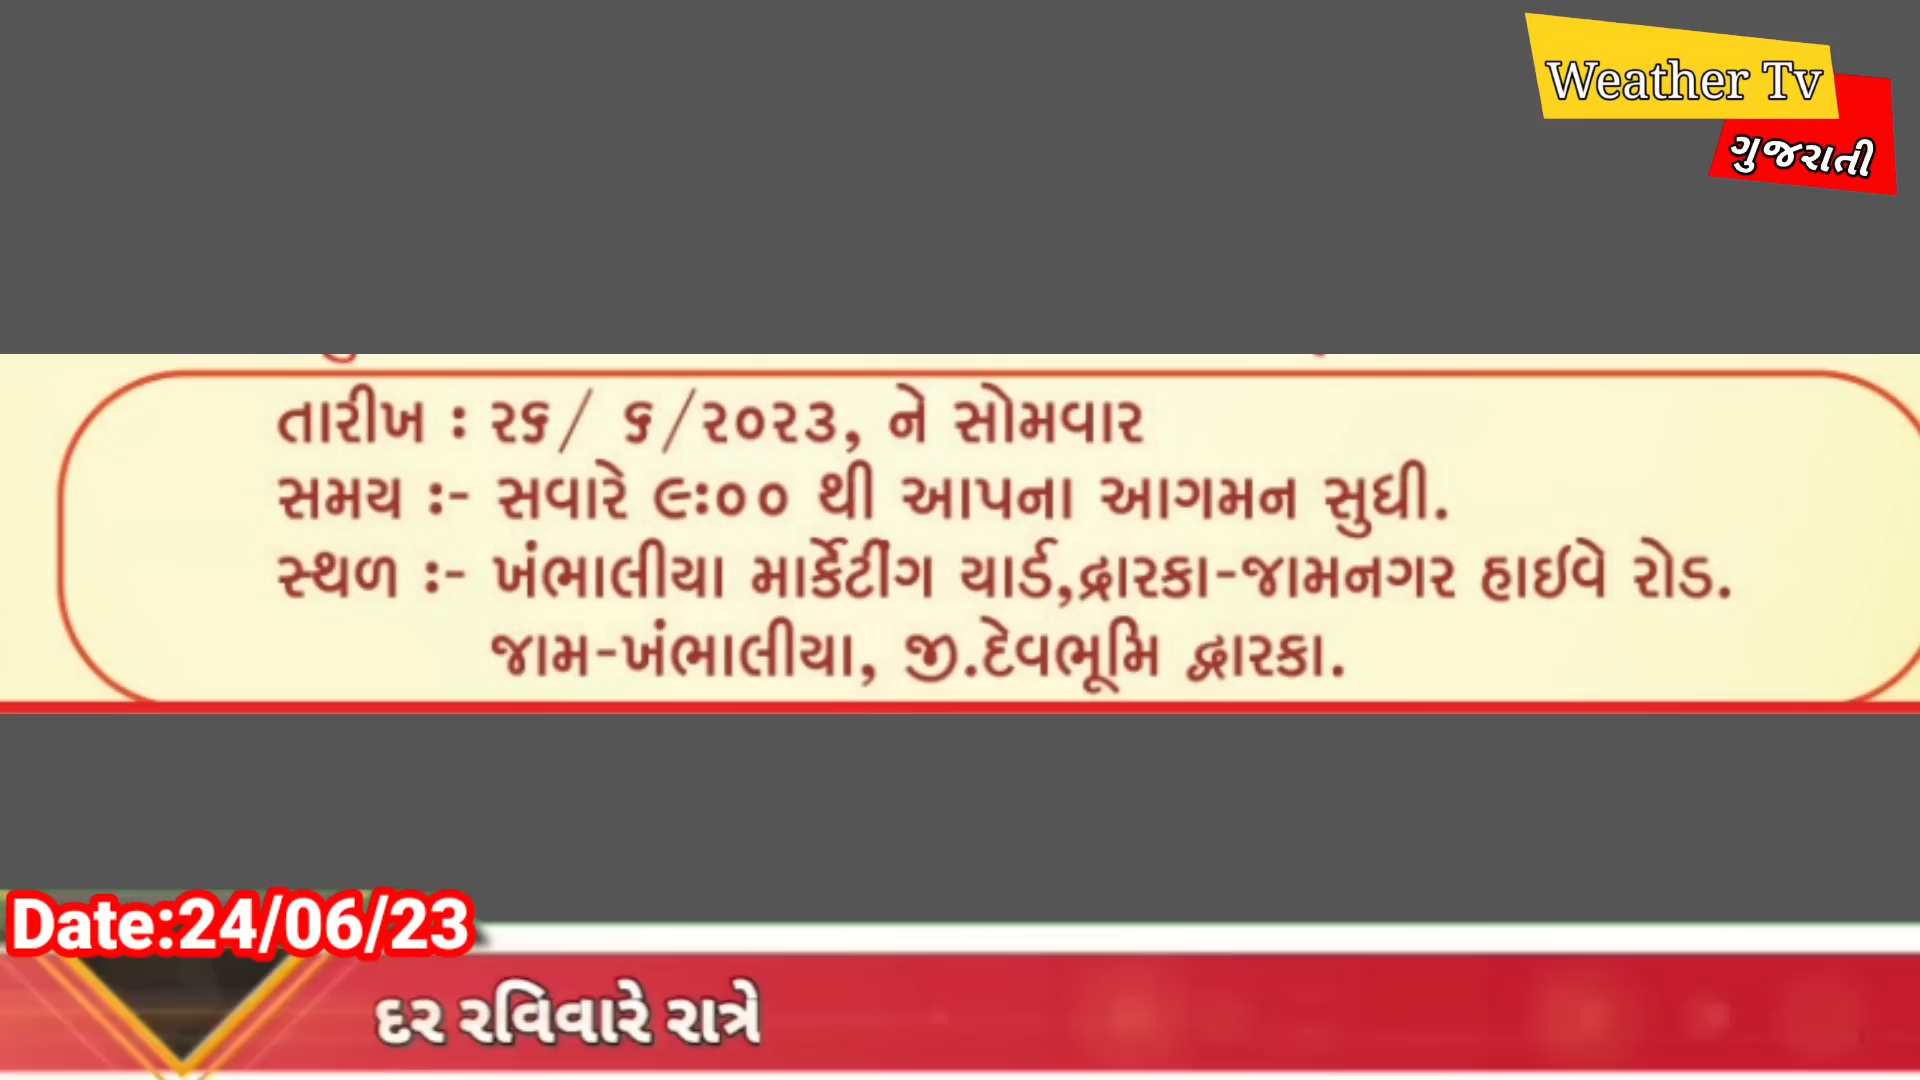 Weather Tv
ગુજરાતી
તારીખ : ૨૬/ ૬/૨૦૨૩, ને સોમવાર
સમય :- સવારે ૯:૦૦ થી આપના આગમન સુધી.
સ્થળ :- ખંભાલીયા માર્કેટીંગ યાર્ડ,દ્વારકા-જામનગર હાઈવે રોડ.
જામ-ખંભાલીયા, જી.દેવભૂમિ દ્વારકા.
Date:24/06/23
દર રવિવારે રાત્રે